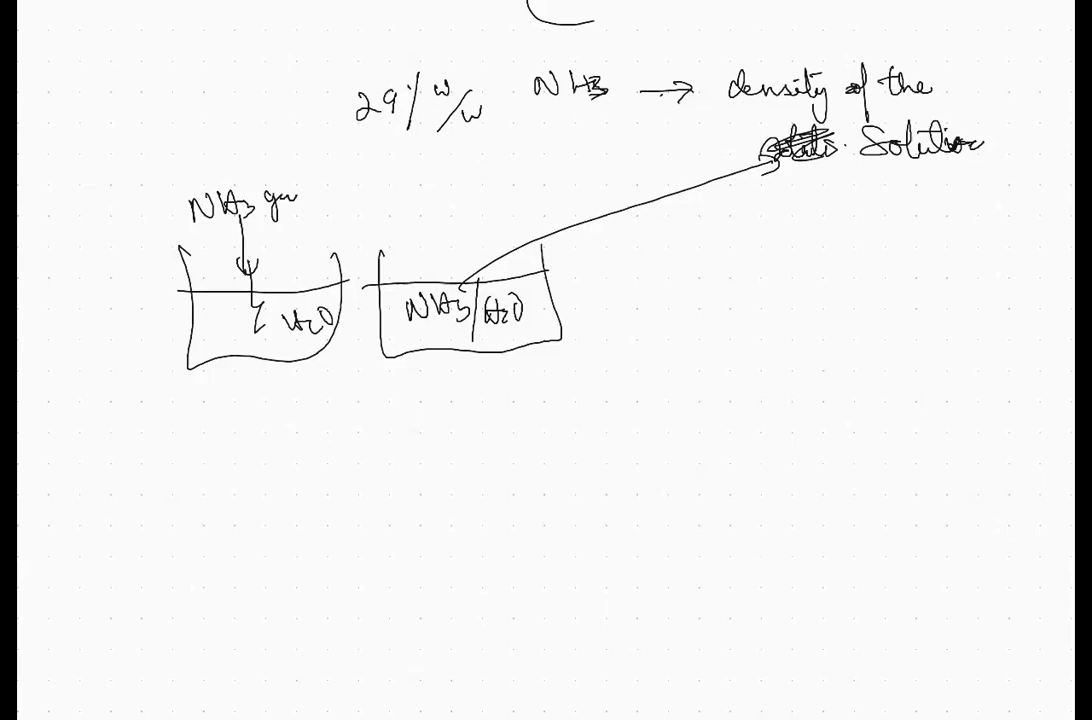 29% w/w NH3 → density of the
Solution
NH3 gas
H2O
NH3/H2O